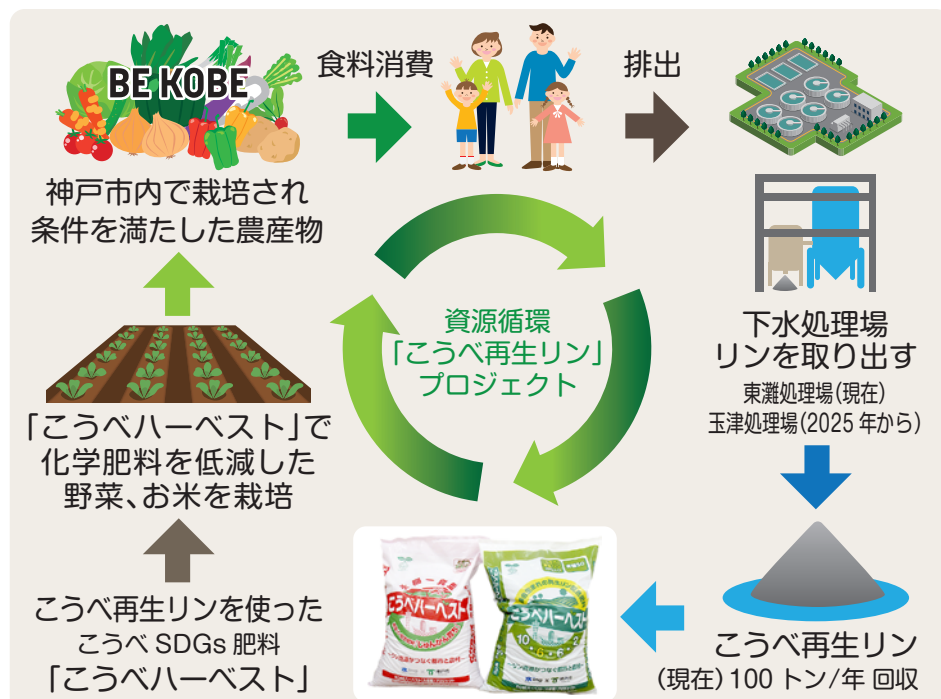 BE KOBE
食料消費
排出
神戸市内で栽培され
条件を満たした農産物
資源循環
「こうべ再生リン」
プロジェクト
下水処理場
リンを取り出す
東灘処理場(現在)
玉津処理場(2025年から)
「こうべハーベスト」で
化学肥料を低減した
野菜、お米を栽培
こうべ再生リンを使った
こうべSDGs肥料
「こうべハーベスト」
こうべハーベスト
こうべハーベスト
10
6
6
2
こうべ再生リン
(現在)100トン/年 回収